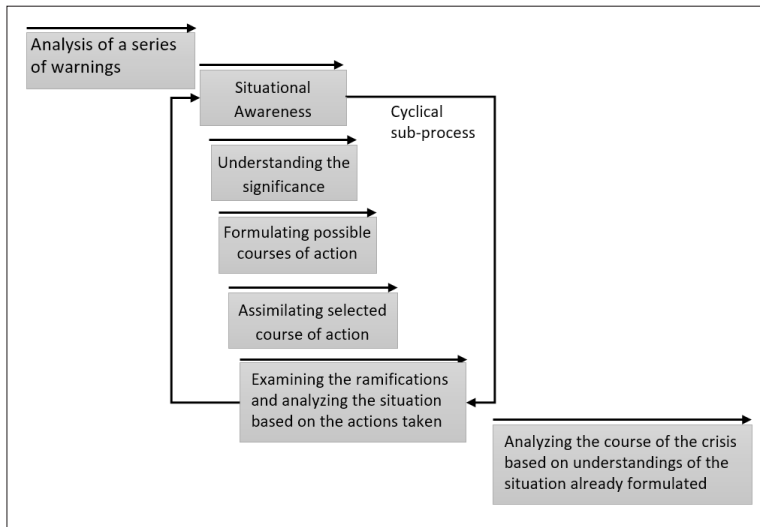 Analysis of a series
of warnings
Situational
Awareness
Cyclical
sub-process
Understanding the
significance
Formulating possible
courses of action
Assimilating selected
course of action
Examining the ramifications
and analyzing the situation
based on the actions taken
Analyzing the course of the crisis
based on understandings of the
situation already formulated